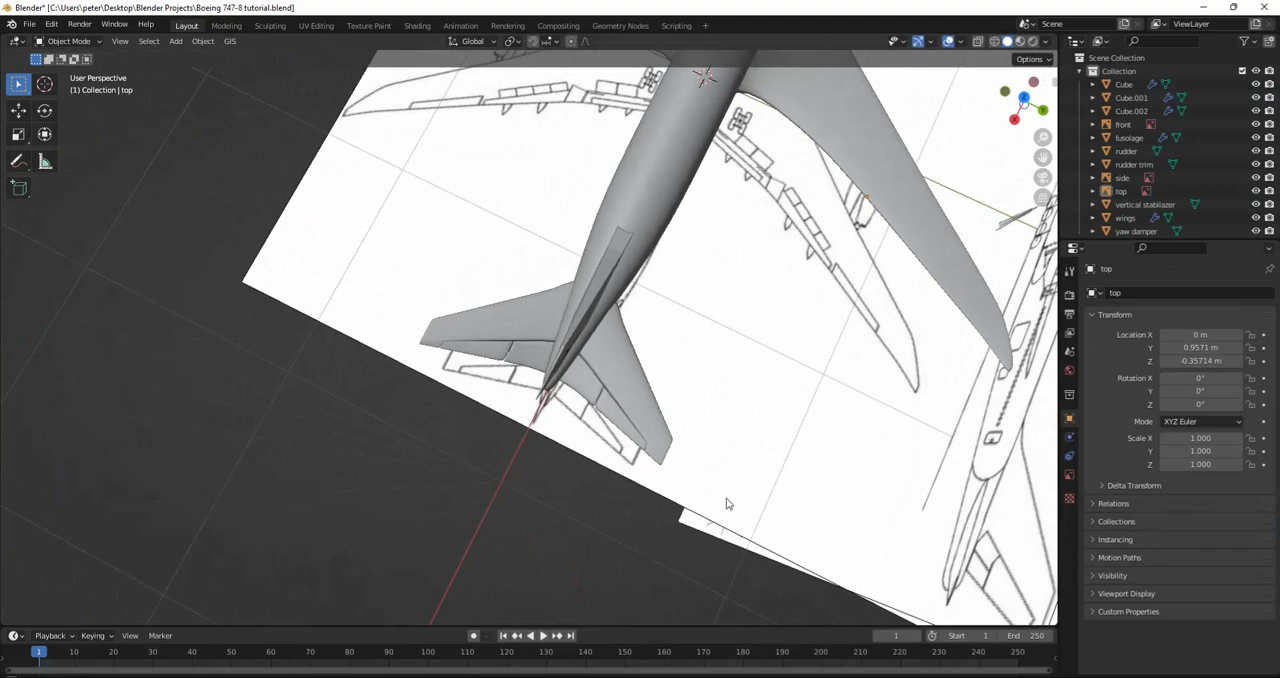 Blender* [C:\Users\peter\Desktop\Blender Projects\Boeing 747-8 tutorial.blend]
File Edit Render Window Help Layout Modeling Sculpting UV Editing Texture Paint Shading Animation Rendering Compositing Geometry Nodes Scripting + Scene ViewLayer
Object Mode View Select Add Object GIS Global
Options
User Perspective
(1) Collection | top
Z
Y
X
Scene Collection
Collection
Cube
Cube.001
Cube.002
front
fusolage
rudder
rudder trim
side
top
vertical stabilazer
wings
yaw damper
top
top
Transform
Location X 0 m
Y 0.9571 m
Z -0.35714 m
Rotation X 0°
Y 0°
Z 0°
Mode XYZ Euler
Scale X 1.000
Y 1.000
Z 1.000
Delta Transform
Relations
Collections
Instancing
Motion Paths
Visibility
Viewport Display
Custom Properties
Playback Keying View Marker 1 Start 1 End 250
1 10 20 30 40 50 60 70 80 90 100 110 120 130 140 150 160 170 180 190 200 210 220 230 240 250